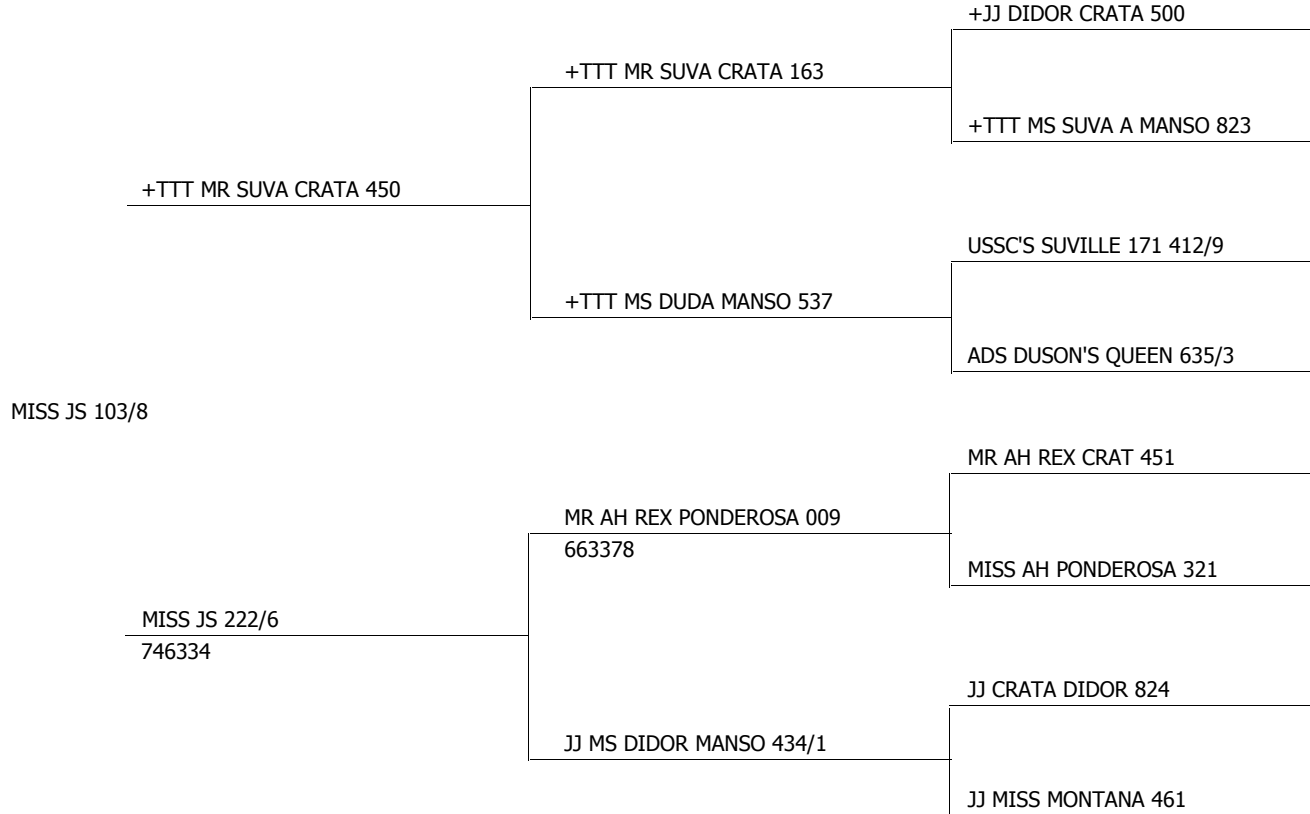 +JJ DIDOR CRATA 500
+TTT MR SUVA CRATA 163
+TTT MS SUVA A MANSO 823
+TTT MR SUVA CRATA 450
USSC'S SUVILLE 171 412/9
+TTT MS DUDA MANSO 537
ADS DUSON'S QUEEN 635/3
MISS JS 103/8
MR AH REX CRAT 451
MR AH REX PONDEROSA 009
663378
MISS AH PONDEROSA 321
MISS JS 222/6
746334
JJ CRATA DIDOR 824
JJ MS DIDOR MANSO 434/1
JJ MISS MONTANA 461